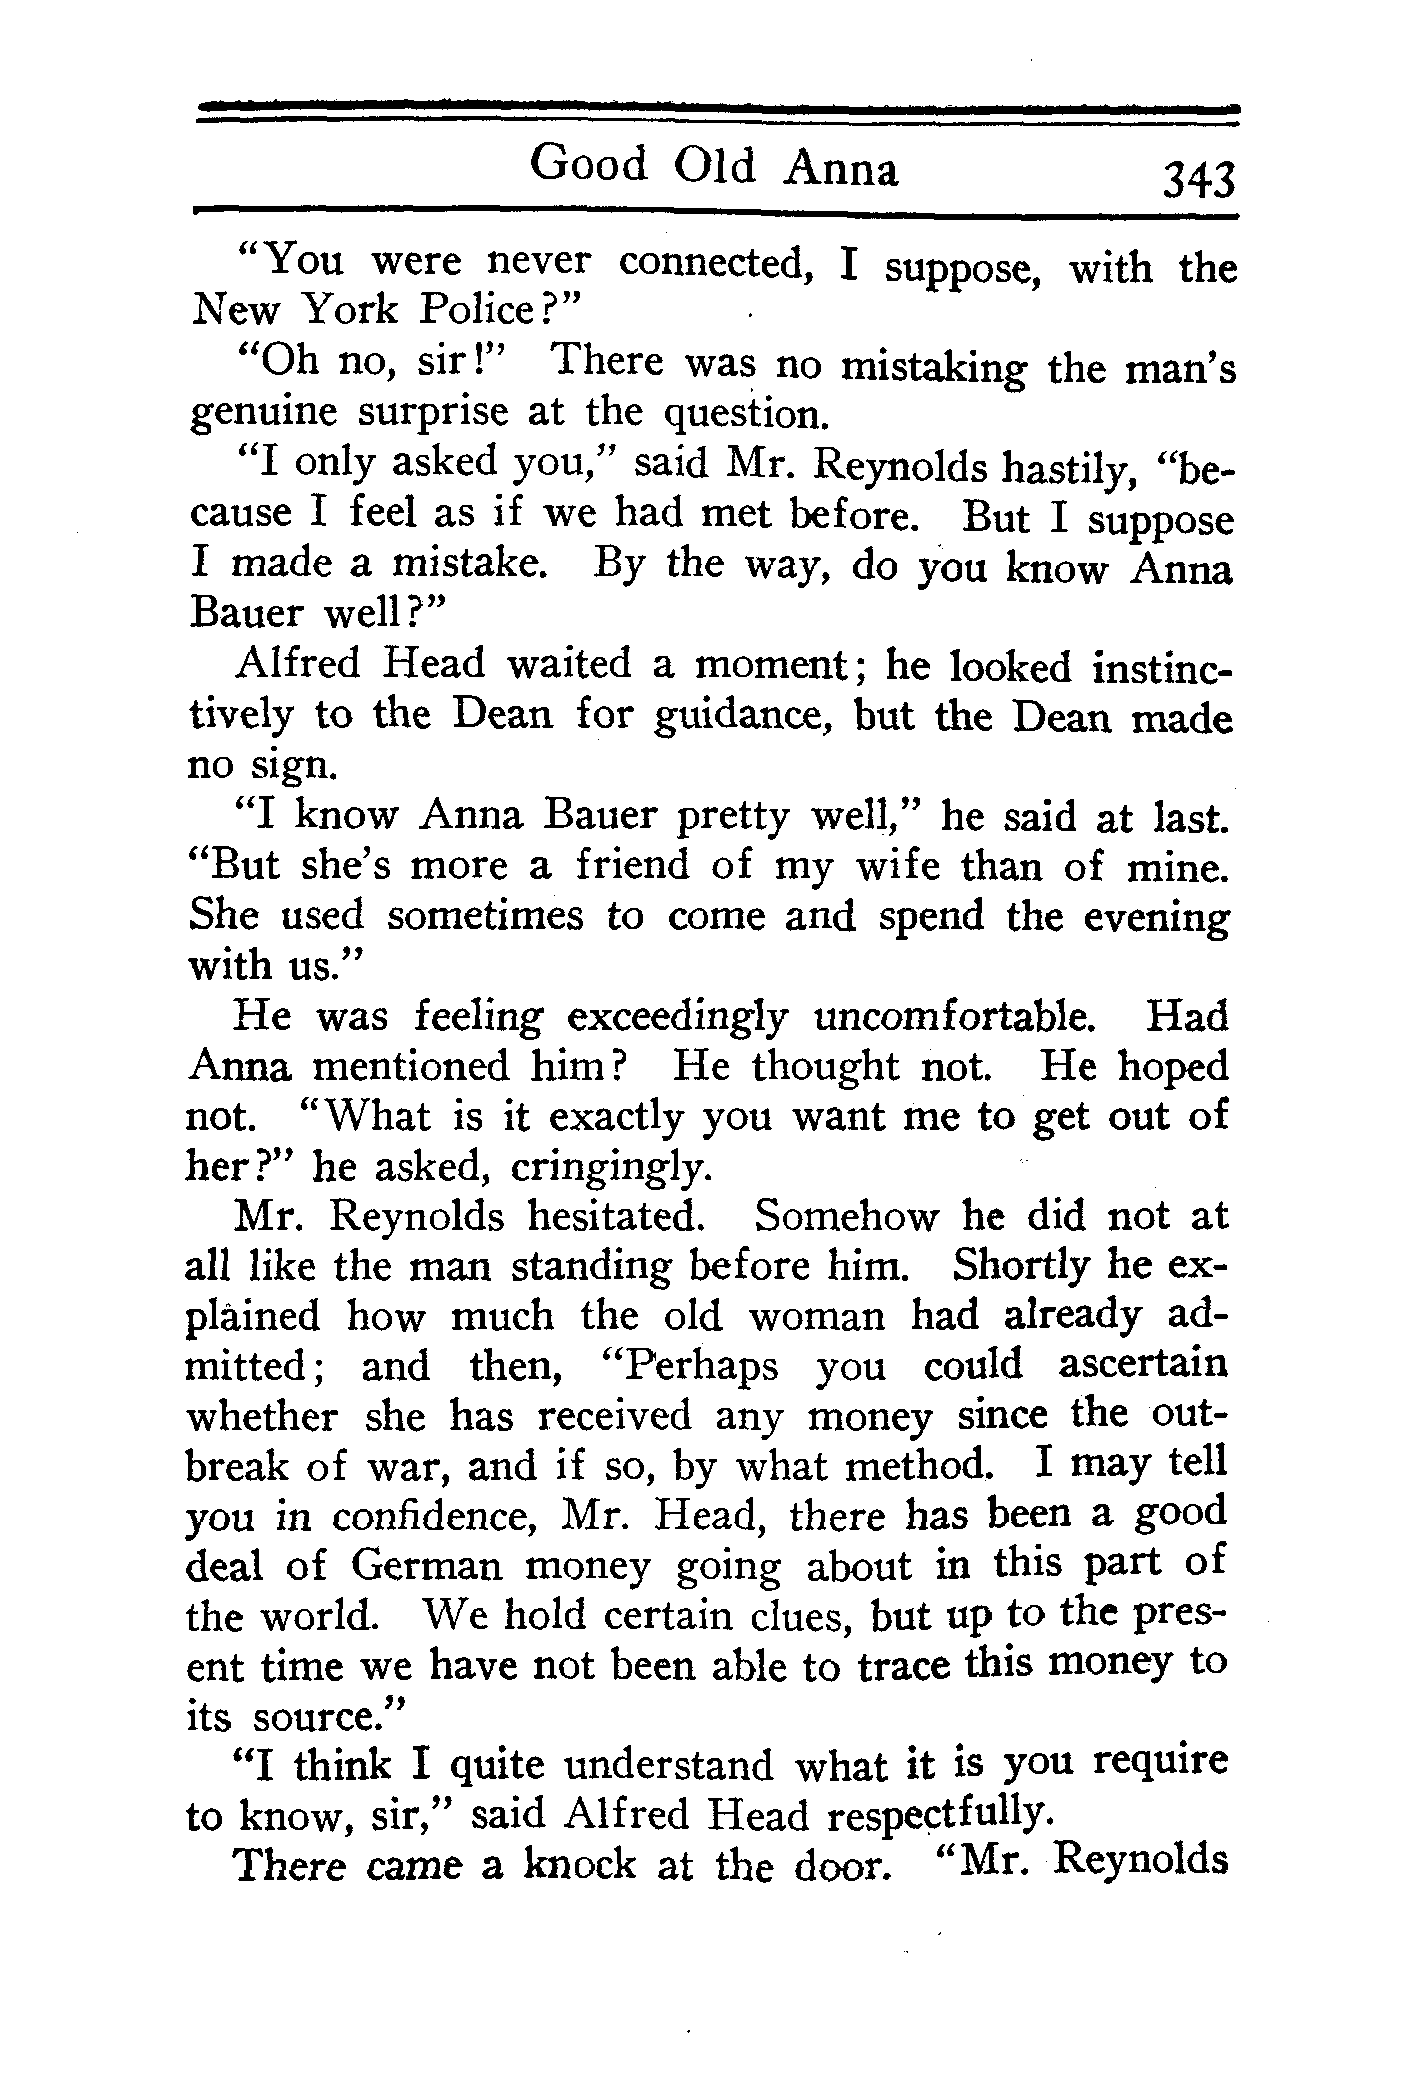 Good Old Anna 343
"You were never connected, I suppose, with the
New York Police?"
"Oh no, sir!" There was no mistaking the man's
genuine surprise at the question.
"I only asked you," said Mr. Reynolds hastily, "be-
cause I feel as if we had met before. But I suppose
I made a mistake. By the way, do you know Anna
Bauer well?"
Alfred Head waited a moment; he looked instinc-
tively to the Dean for guidance, but the Dean made
no sign.
"I know Anna Bauer pretty well," he said at last.
"But she's more a friend of my wife than of mine.
She used sometimes to come and spend the evening
with us."
He was feeling exceedingly uncomfortable. Had
Anna mentioned him? He thought not. He hoped
not. "What is it exactly you want me to get out of
her?" he asked, cringingly.
Mr. Reynolds hesitated. Somehow he did not at
all like the man standing before him. Shortly he ex-
plained how much the old woman had already ad-
mitted; and then, "Perhaps you could ascertain
whether she has received any money since the out-
break of war, and if so, by what method. I may tell
you in confidence, Mr. Head, there has been a good
deal of German money going about in this part of
the world. We hold certain clues, but up to the pres-
ent time we have not been able to trace this money to
its source."
"I think I quite understand what it is you require
to know, sir," said Alfred Head respectfully.
There came a knock at the door. "Mr. Reynolds